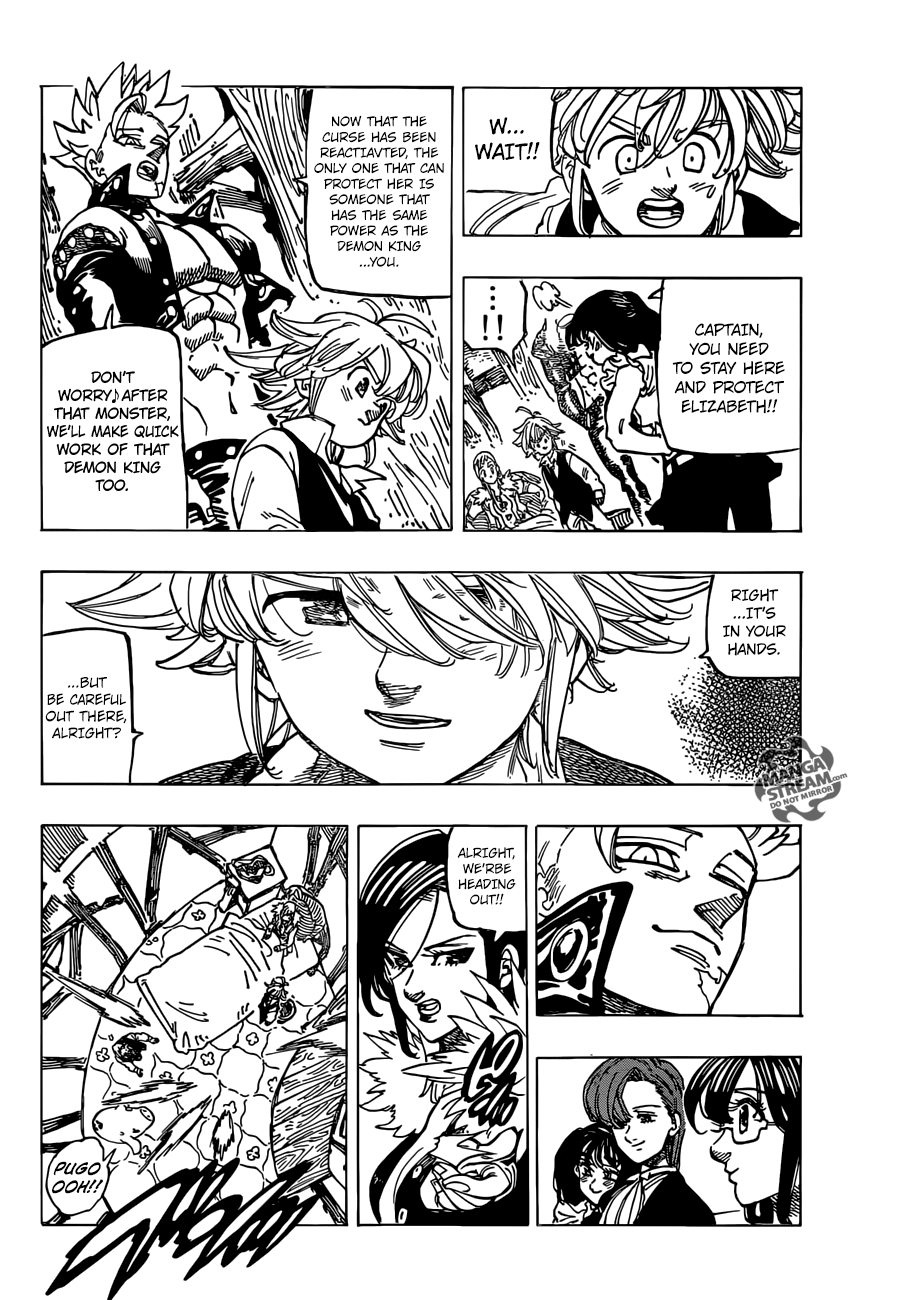 W...
WAIT!!
CAPTAIN,
YOU NEED
TO STAY HERE
AND PROTECT
ELIZABETH!!
...!!
NOW THAT THE
CURSE HAS BEEN
REACTIAVTED, THE
ONLY ONE THAT CAN
PROTECT HER IS
SOMEONE THAT
HAS THE SAME
POWER AS THE
DEMON KING
...YOU.
DON'T
WORRY♪AFTER
THAT MONSTER,
WE'LL MAKE QUICK
WORK OF THAT
DEMON KING
TOO.
RIGHT
...IT'S
IN YOUR
HANDS.
...BUT
BE CAREFUL
OUT THERE,
ALRIGHT?
MANGA
STREAM.com
DO NOT MIRROR
ALRIGHT,
WE'RBE
HEADING
OUT!!
PUGO
OOH!!